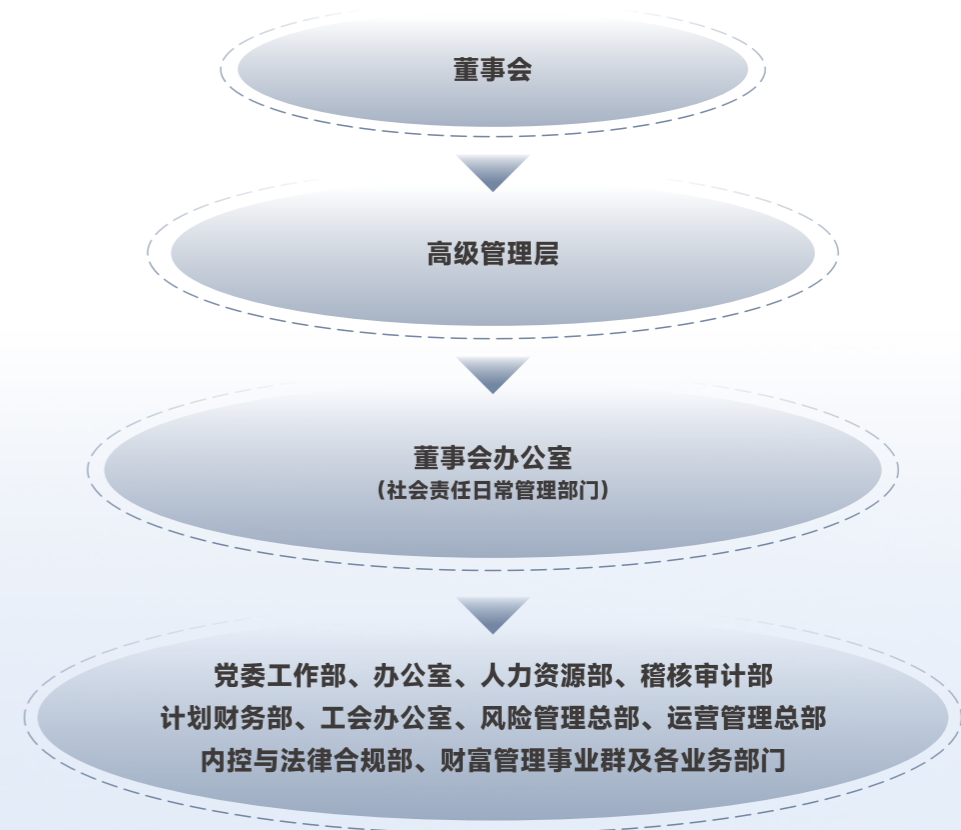 董事会
高级管理层
董事会办公室
（社会责任日常管理部门）
党委工作部、办公室、人力资源部、稽核审计部
计划财务部、工会办公室、风险管理总部、运营管理总部
内控与法律合规部、财富管理事业群及各业务部门